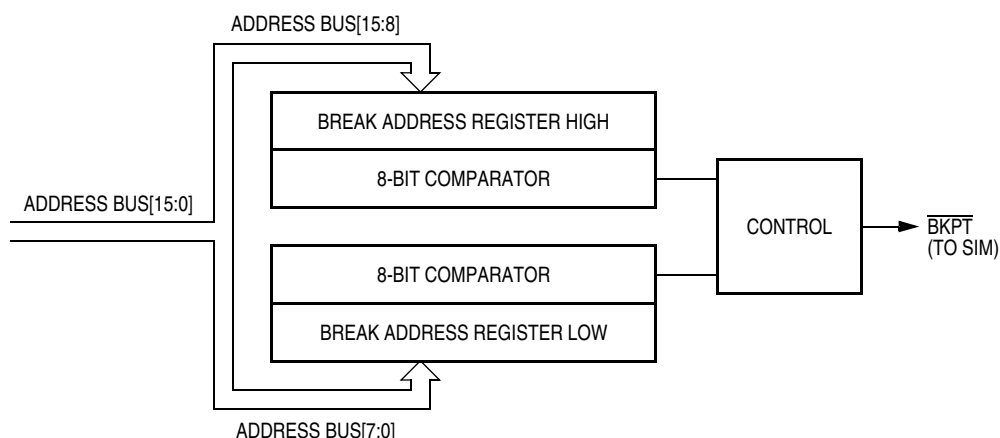 ADDRESS BUS[15:8]
BREAK ADDRESS REGISTER HIGH
8-BIT COMPARATOR
ADDRESS BUS[15:0]
CONTROL
BKPT
(TO SIM)
8-BIT COMPARATOR
BREAK ADDRESS REGISTER LOW
ADDRESS BUS[7:0]